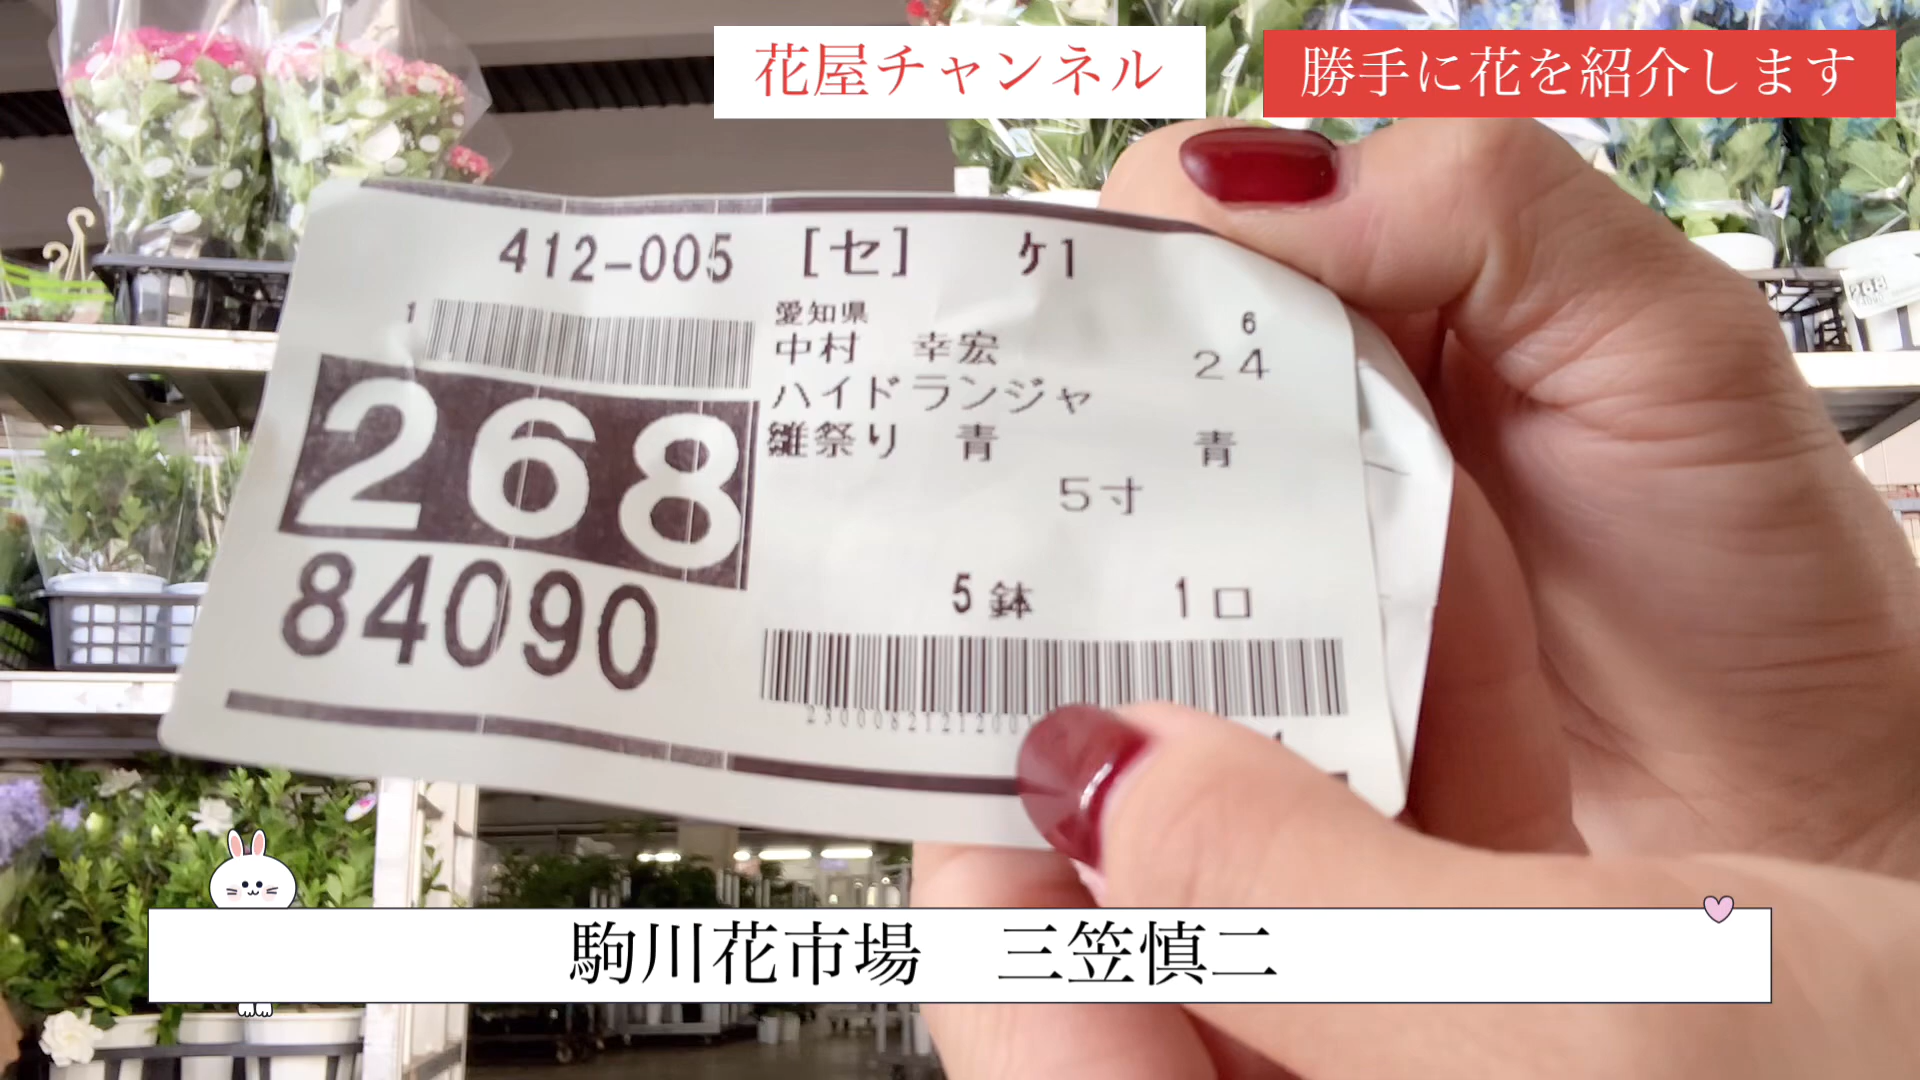 花屋チャンネル
勝手に花を紹介します
412-005 [セ] ｹ1
1
愛知県
中村 幸宏
6
24
ハイドランジャ
雛祭り 青 青
5寸
268
84090
5鉢 1口
268
駒川花市場 三笠慎二